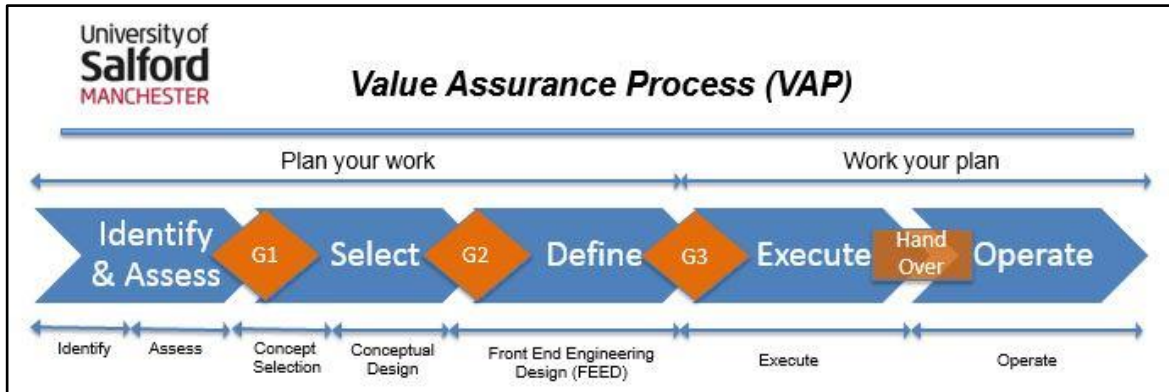 University of
Salford
MANCHESTER
Value Assurance Process (VAP)
Plan your work
Work your plan
Identify
& Assess
G1
Select
G2
Define
G3
Execute
Hand
Over
Operate
Identify
Assess
Concept
Selection
Conceptual
Design
Front End Engineering
Design (FEED)
Execute
Operate